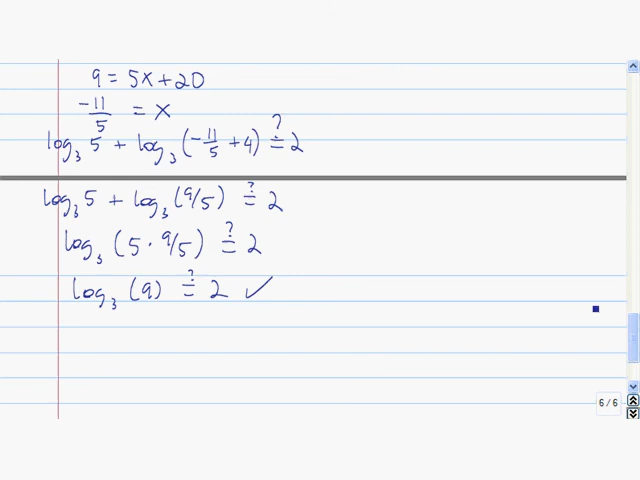 9 = 5x + 20
-11/5 = x
log₃ 5 + log₃ (-11/5 + 4) ≟ 2
log₃ 5 + log₃ (9/5) ≟ 2
log₃ (5 · 9/5) ≟ 2
log₃ (9) ≟ 2 ✓
6 / 6